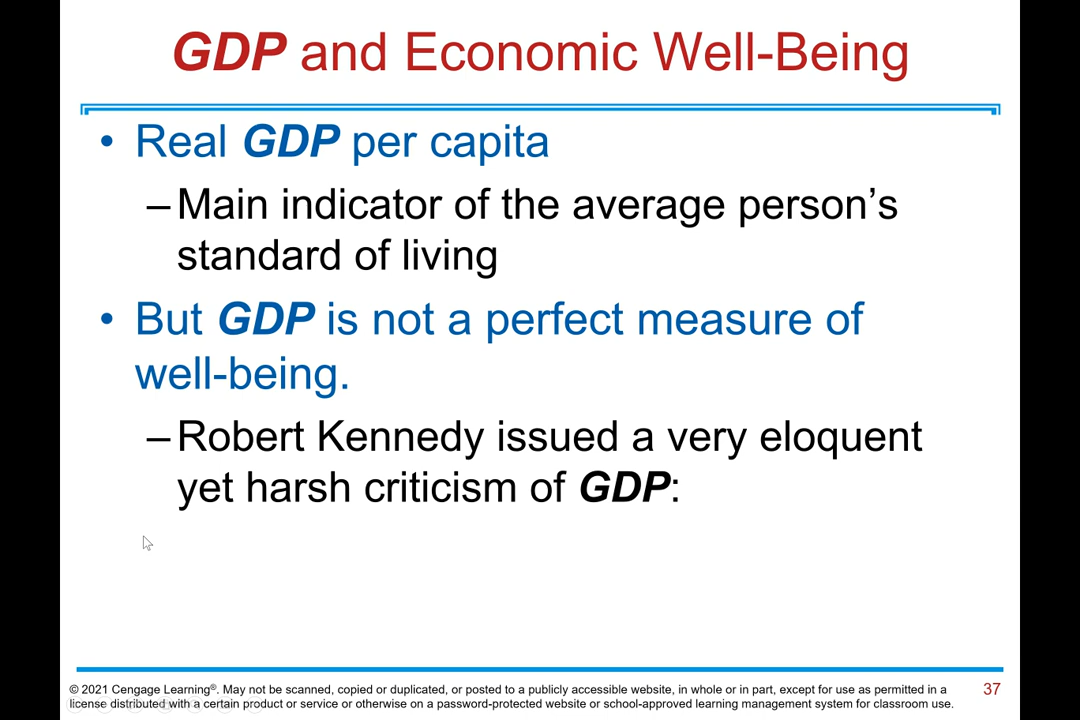 GDP and Economic Well-Being
• Real GDP per capita
– Main indicator of the average person’s
standard of living
• But GDP is not a perfect measure of
well-being.
– Robert Kennedy issued a very eloquent
yet harsh criticism of GDP:
© 2021 Cengage Learning®. May not be scanned, copied or duplicated, or posted to a publicly accessible website, in whole or in part, except for use as permitted in a
license distributed with a certain product or service or otherwise on a password-protected website or school-approved learning management system for classroom use.
37